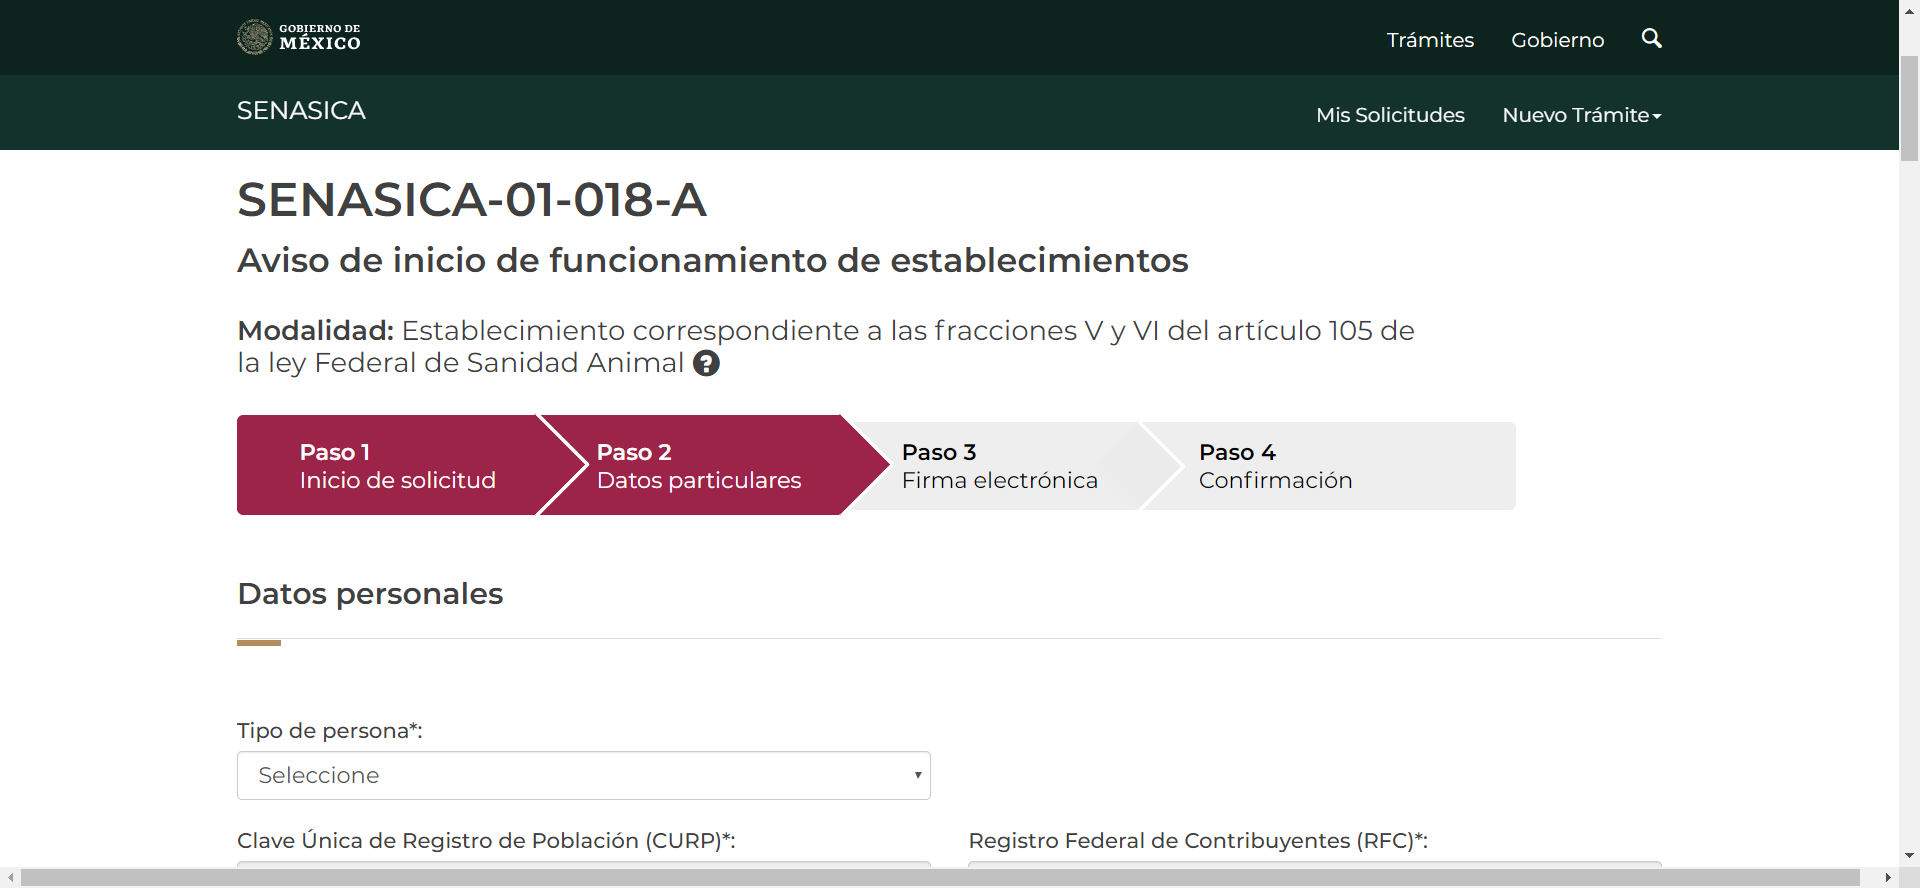 GOBIERNO DE
MÉXICO
Trámites
Gobierno
SENASICA
Mis Solicitudes
Nuevo Trámite
SENASICA-01-018-A
Aviso de inicio de funcionamiento de establecimientos
Modalidad: Establecimiento correspondiente a las fracciones V y VI del artículo 105 de
la ley Federal de Sanidad Animal ?
Paso 1
Inicio de solicitud
Paso 2
Datos particulares
Paso 3
Firma electrónica
Paso 4
Confirmación
Datos personales
Tipo de persona*:
Seleccione
Clave Única de Registro de Población (CURP)*:
Registro Federal de Contribuyentes (RFC)*: